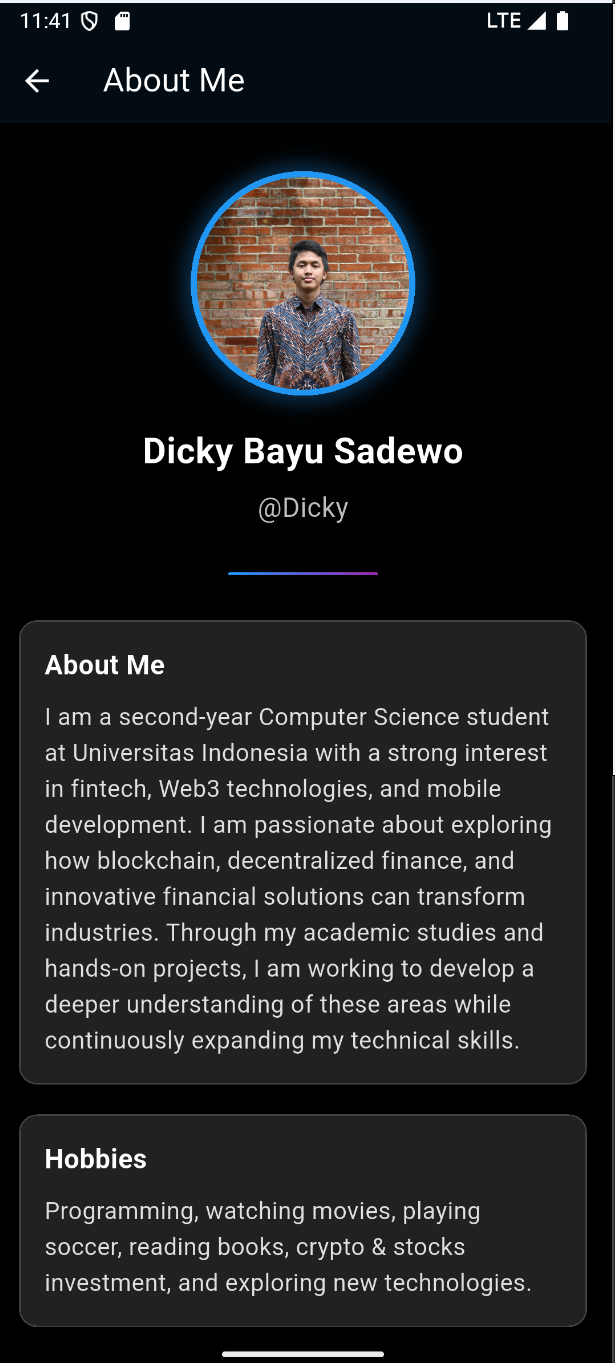 11:41 LTE
About Me
Dicky Bayu Sadewo
@Dicky
About Me
I am a second-year Computer Science student
at Universitas Indonesia with a strong interest
in fintech, Web3 technologies, and mobile
development. I am passionate about exploring
how blockchain, decentralized finance, and
innovative financial solutions can transform
industries. Through my academic studies and
hands-on projects, I am working to develop a
deeper understanding of these areas while
continuously expanding my technical skills.
Hobbies
Programming, watching movies, playing
soccer, reading books, crypto & stocks
investment, and exploring new technologies.